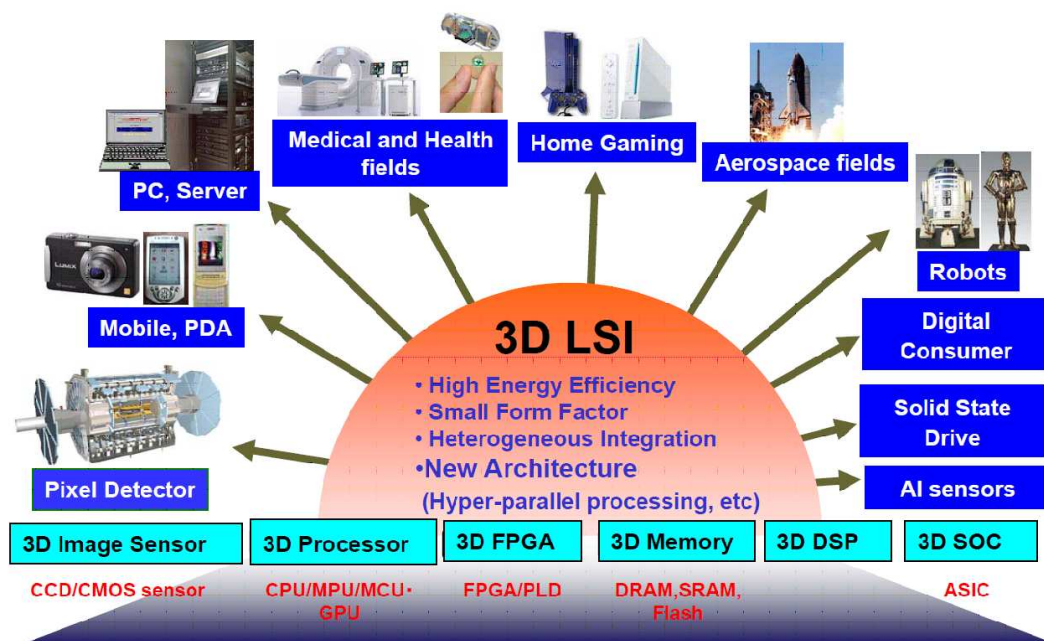 Medical and Health
fields
Home Gaming
Aerospace fields
PC, Server
LUMIX
Robots
Mobile, PDA
3D LSI
Digital
Consumer
• High Energy Efficiency
• Small Form Factor
• Heterogeneous Integration
•New Architecture
(Hyper-parallel processing, etc)
Solid State
Drive
Pixel Detector
AI sensors
3D Image Sensor
3D Processor
3D FPGA
3D Memory
3D DSP
3D SOC
CCD/CMOS sensor
CPU/MPU/MCU・
GPU
FPGA/PLD
DRAM,SRAM,
Flash
ASIC